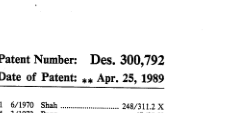 Patent Number: Des. 300,792
Date of Patent: ** Apr. 25, 1989
6/1970 Shah ............................. 248/311.2 X